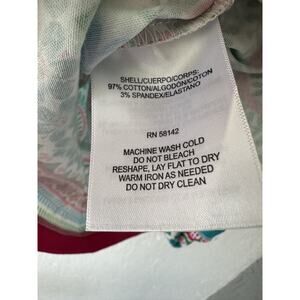 SHELL/CUERPO/CORPS:
97% COTTON/ALGODÓN/COTON
3% SPANDEX/ELASTANO
RN 58142
MACHINE WASH COLD
DO NOT BLEACH
RESHAPE, LAY FLAT TO DRY
WARM IRON AS NEEDED
DO NOT DRY CLEAN